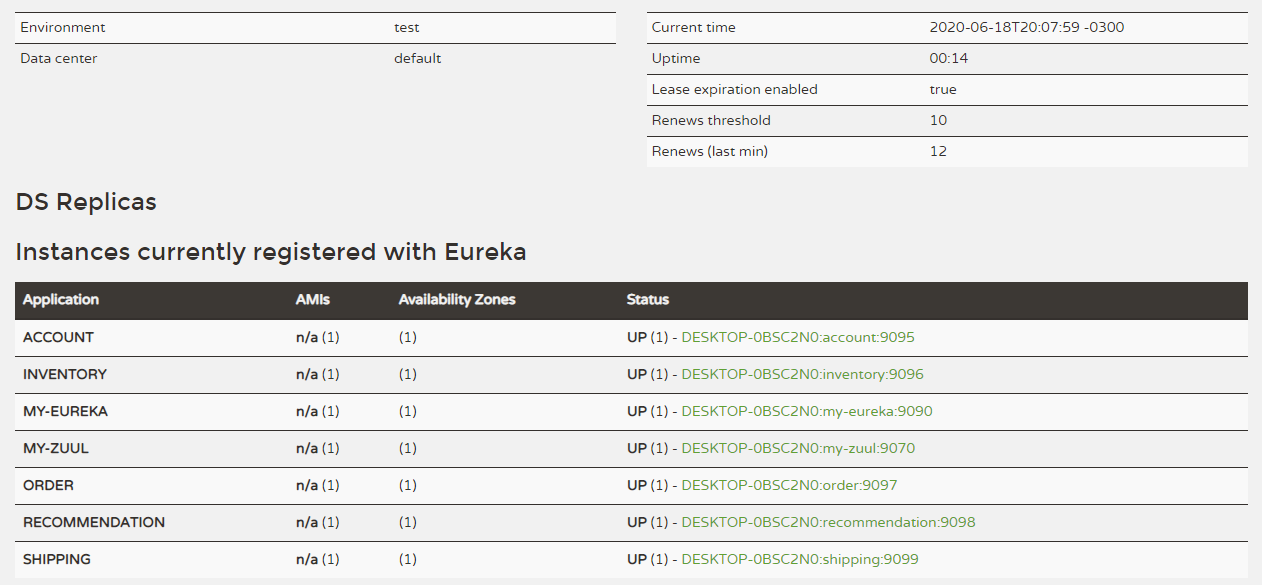 Environment test
Data center default
Current time 2020-06-18T20:07:59 -0300
Uptime 00:14
Lease expiration enabled true
Renews threshold 10
Renews (last min) 12
DS Replicas
Instances currently registered with Eureka
Application AMIs Availability Zones Status
ACCOUNT n/a (1) (1) UP (1) - DESKTOP-0BSC2N0:account:9095
INVENTORY n/a (1) (1) UP (1) - DESKTOP-0BSC2N0:inventory:9096
MY-EUREKA n/a (1) (1) UP (1) - DESKTOP-0BSC2N0:my-eureka:9090
MY-ZUUL n/a (1) (1) UP (1) - DESKTOP-0BSC2N0:my-zuul:9070
ORDER n/a (1) (1) UP (1) - DESKTOP-0BSC2N0:order:9097
RECOMMENDATION n/a (1) (1) UP (1) - DESKTOP-0BSC2N0:recommendation:9098
SHIPPING n/a (1) (1) UP (1) - DESKTOP-0BSC2N0:shipping:9099